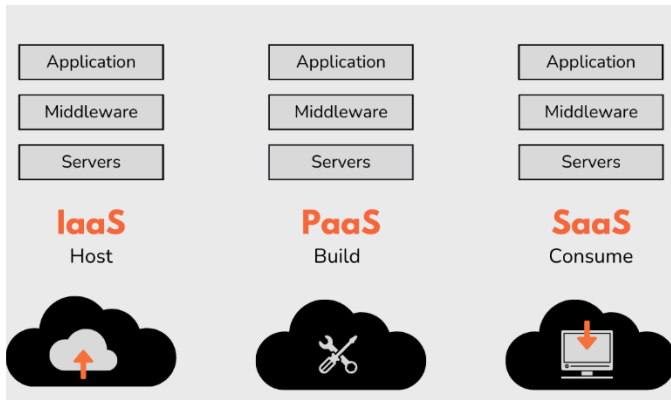 Application
Middleware
Servers
IaaS
Host
Application
Middleware
Servers
PaaS
Build
Application
Middleware
Servers
SaaS
Consume